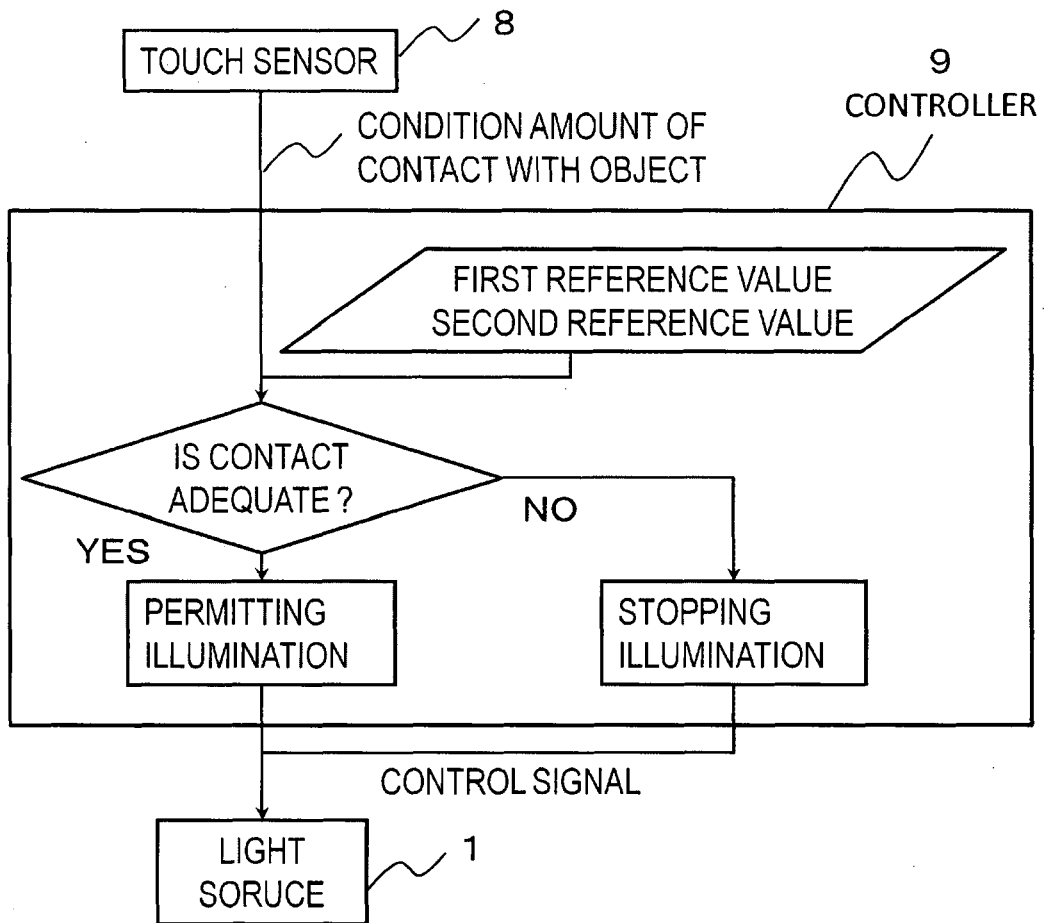 8
TOUCH SENSOR
9
CONTROLLER
CONDITION AMOUNT OF
CONTACT WITH OBJECT
FIRST REFERENCE VALUE
SECOND REFERENCE VALUE
IS CONTACT
ADEQUATE ?
NO
YES
PERMITTING
ILLUMINATION
STOPPING
ILLUMINATION
CONTROL SIGNAL
LIGHT
SORUCE
1